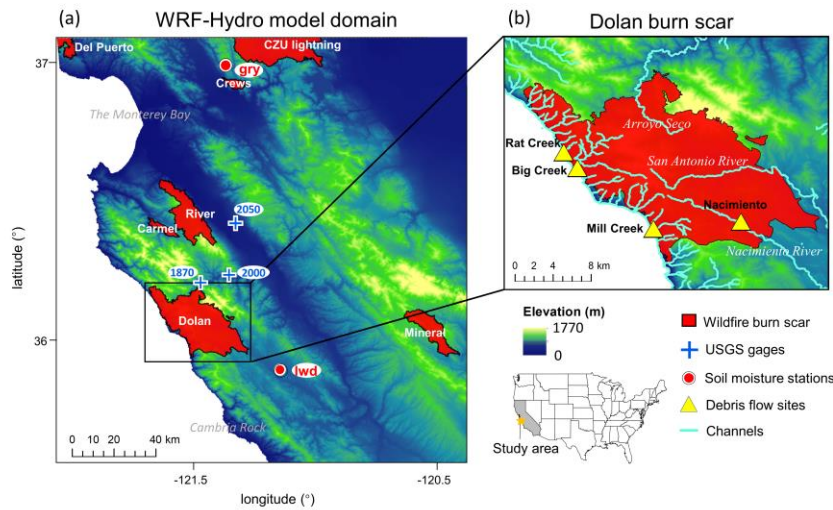 (a) WRF-Hydro model domain
Del Puerto
CZU lightning
37
gry
Crews
The Monterey Bay
River
2050
Carmel
1870
2000
Dolan
36
Mineral
lwd
Cambria Rock
0 10 20 40 km
-121.5
-120.5
longitude (°)
latitude (°)
(b) Dolan burn scar
Arroyo Seco
Rat Creek
San Antonio River
Big Creek
Nacimiento
Mill Creek
Nacimiento River
0 2 4 8 km
Elevation (m)
1770
0
Wildfire burn scar
USGS gages
Soil moisture stations
Debris flow sites
Channels
Study area